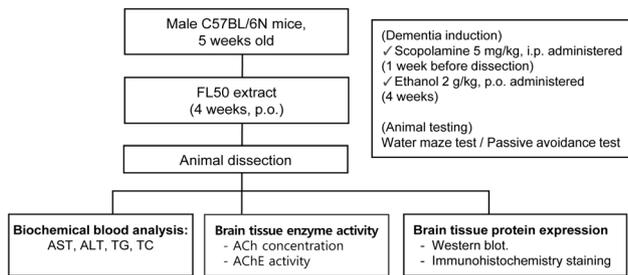 Male C57BL/6N mice,
5 weeks old
FL50 extract
(4 weeks, p.o.)
Animal dissection
(Dementia induction)
✓Scopolamine 5 mg/kg, i.p. administered
(1 week before dissection)
✓Ethanol 2 g/kg, p.o. administered
(4 weeks)
(Animal testing)
Water maze test / Passive avoidance test
Biochemical blood analysis:
AST, ALT, TG, TC
Brain tissue enzyme activity
- ACh concentration
- AChE activity
Brain tissue protein expression
- Western blot.
- Immunohistochemistry staining